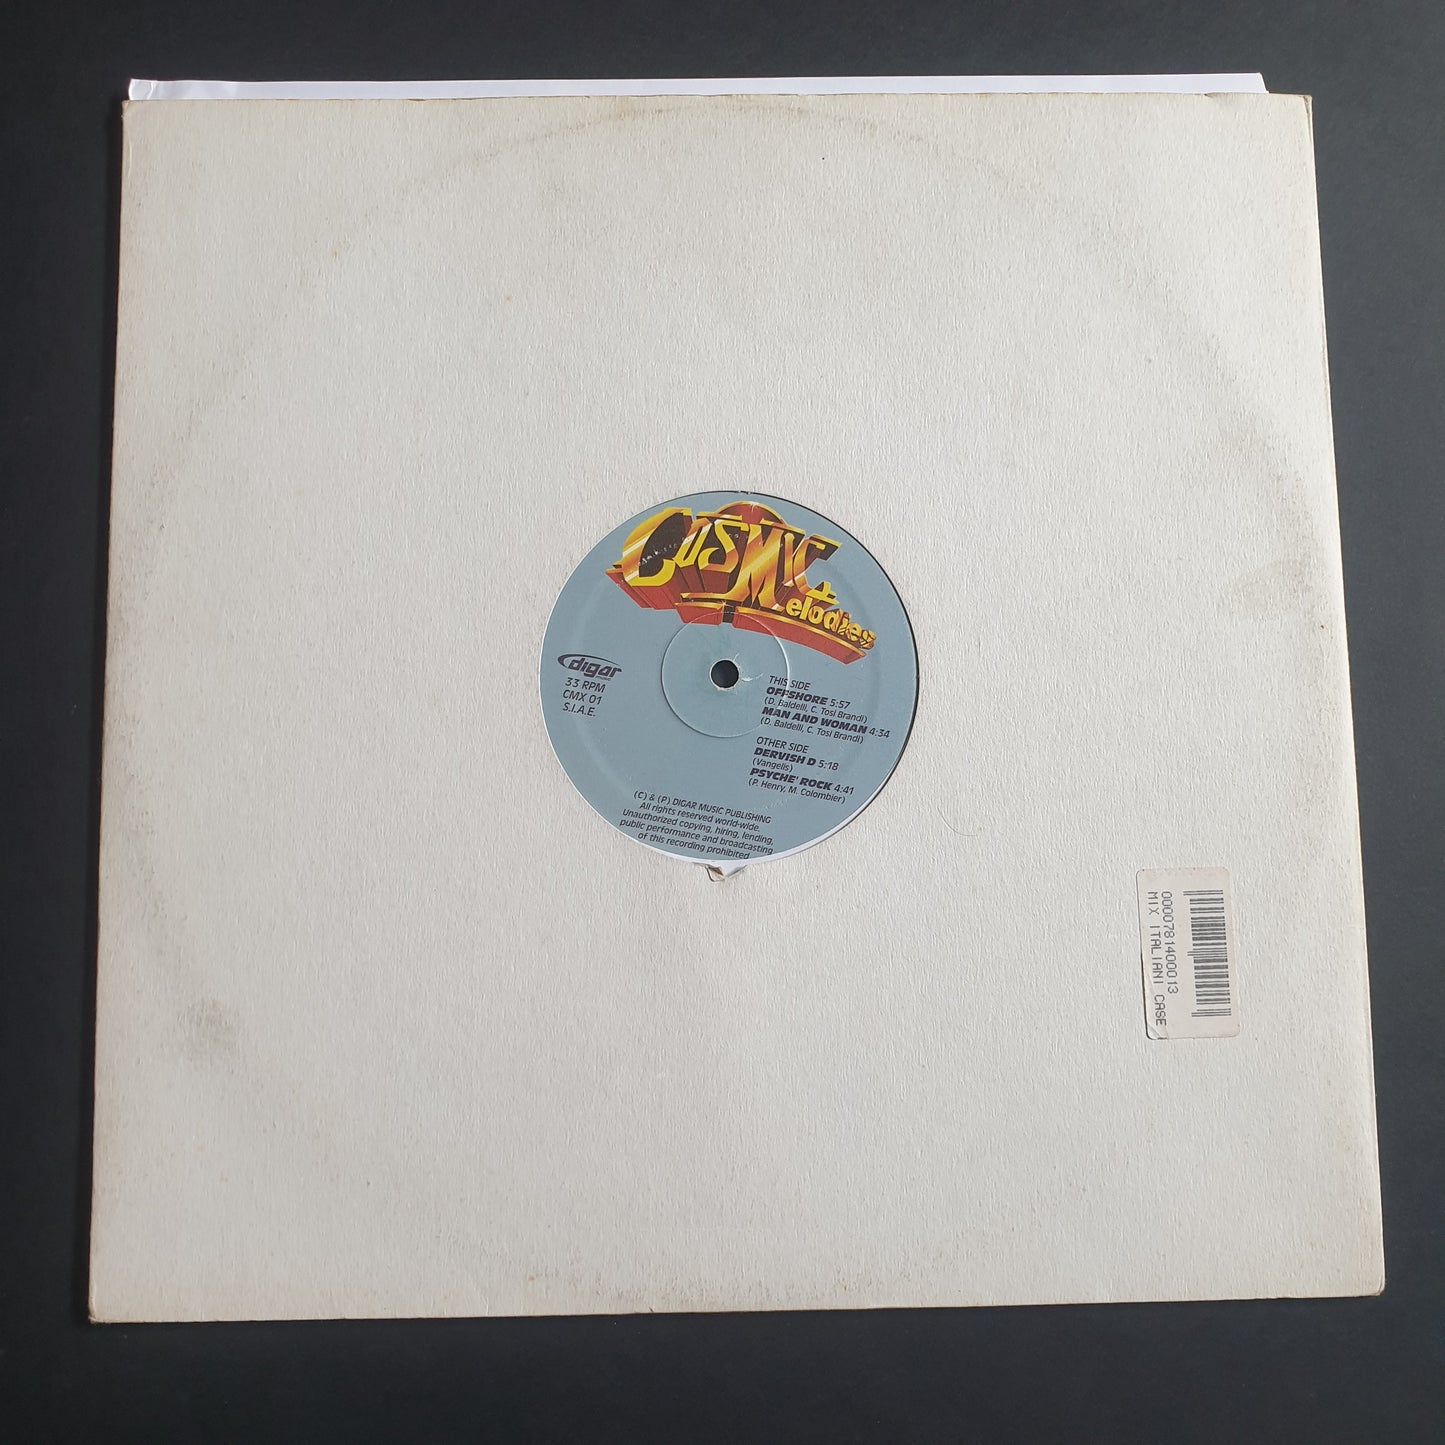 COSMIC
Melodies
digar
33 RPM
CMX 01
S.I.A.E.
THIS SIDE
OFFSHORE 5:57
(D. Baldelli, C. Tosi Brandi)
MAN AND WOMAN 4:34
(D. Baldelli, C. Tosi Brandi)
OTHER SIDE
DERVISH D 5:18
(Vangelis)
PSYCHE' ROCK 4:41
(P. Henry, M. Colombier)
(C) & (P) DIGAR MUSIC PUBLISHING
All rights reserved world-wide.
Unauthorized copying, hiring, lending,
public performance and broadcasting
of this recording prohibited
0000781400013
MIX ITALIANI CASE